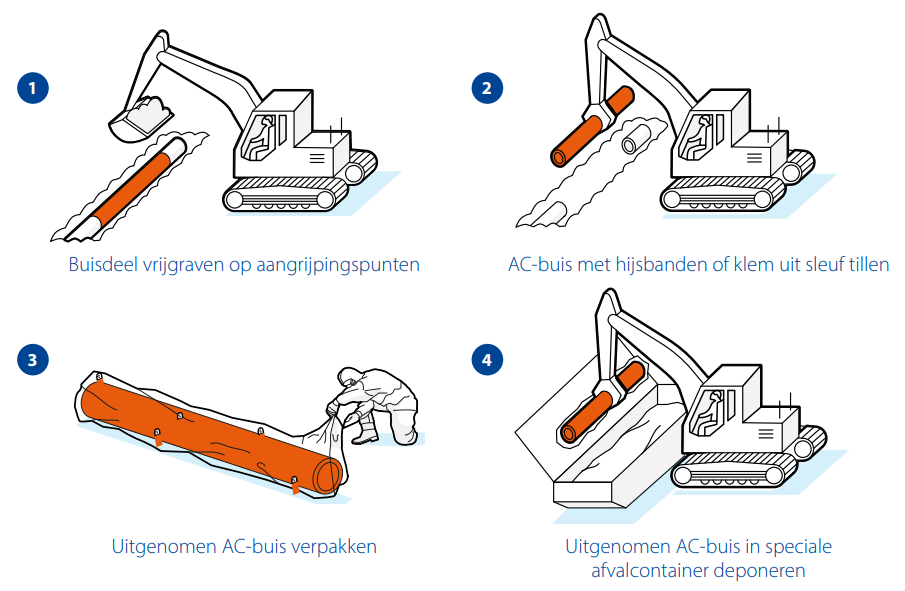 1
Buisdeel vrijgraven op aangrijpingspunten
2
AC-buis met hijsbanden of klem uit sleuf tillen
3
Uitgenomen AC-buis verpakken
4
Uitgenomen AC-buis in speciale
afvalcontainer deponeren